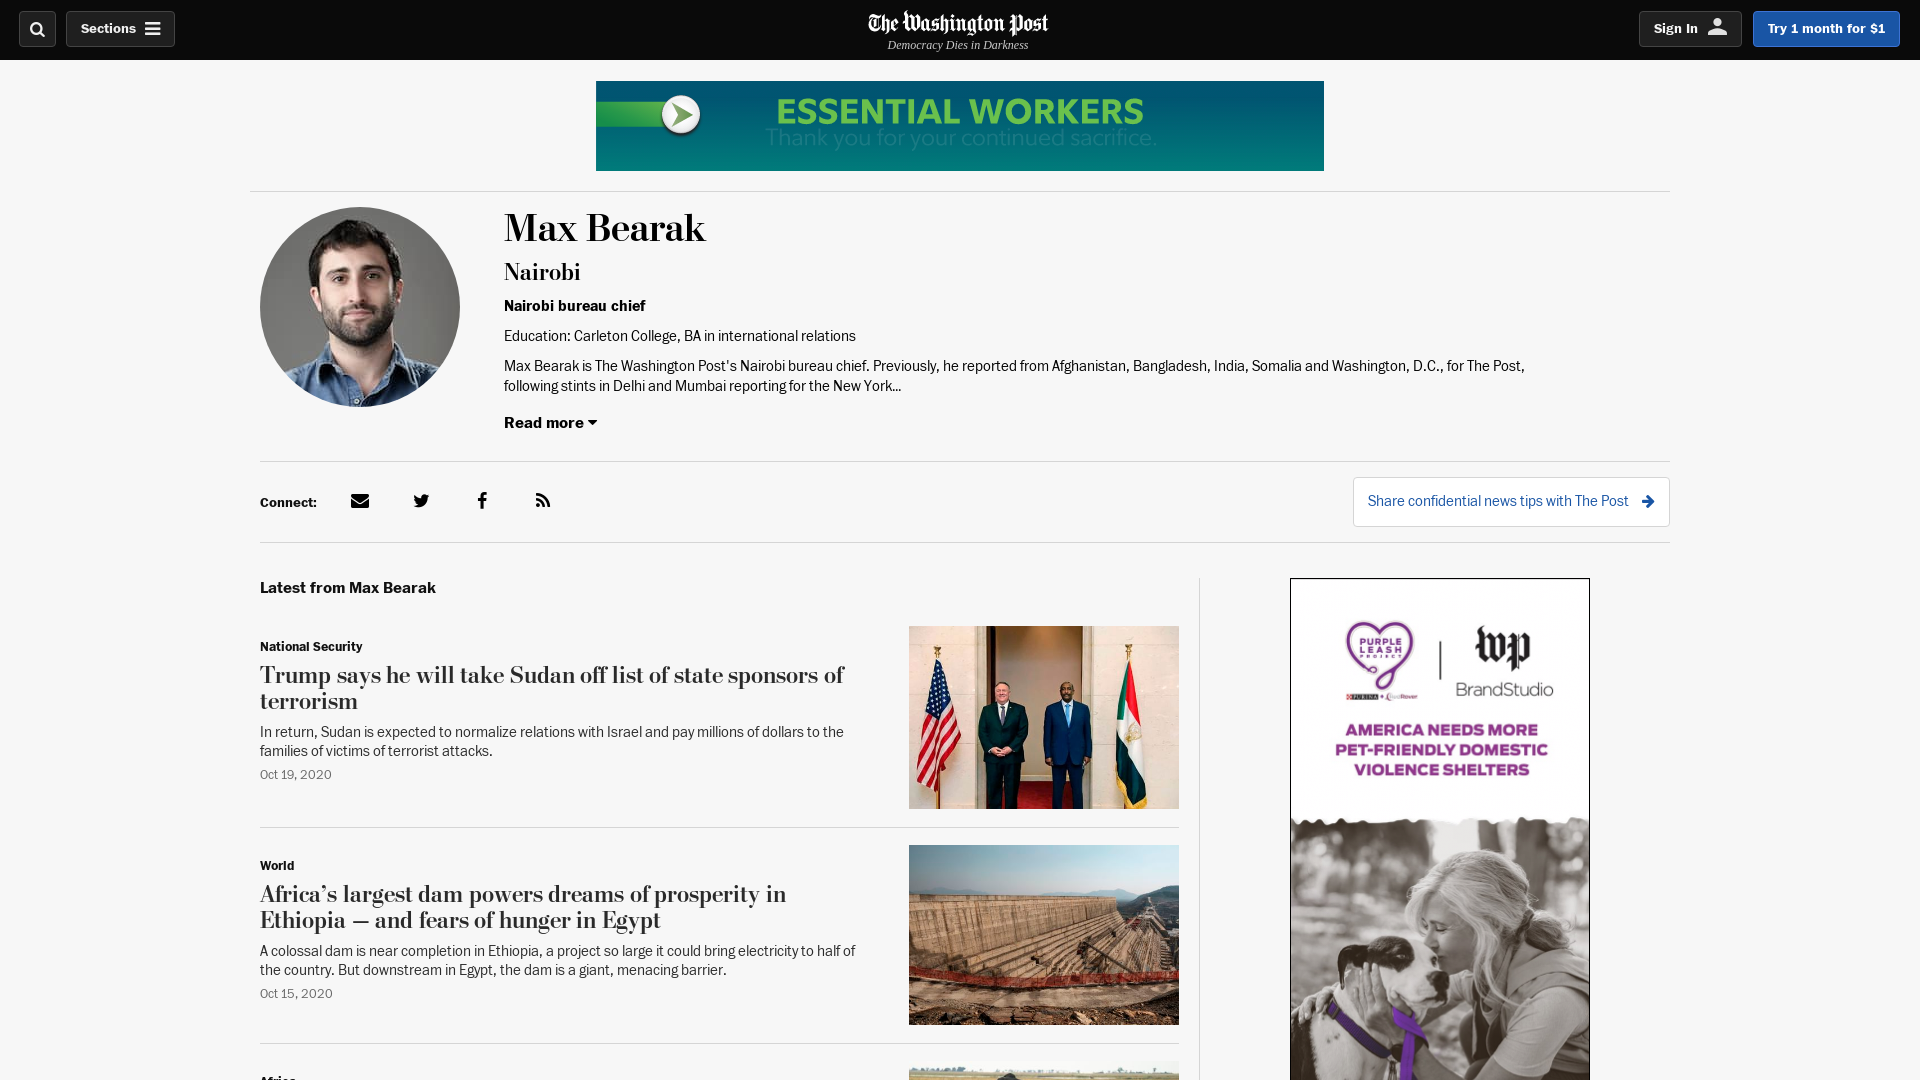 Sections
The Washington Post
Democracy Dies in Darkness
Sign In
Try 1 month for $1
ESSENTIAL WORKERS
Thank you for your continued sacrifice.
Max Bearak
Nairobi
Nairobi bureau chief
Education: Carleton College, BA in international relations
Max Bearak is The Washington Post's Nairobi bureau chief. Previously, he reported from Afghanistan, Bangladesh, India, Somalia and Washington, D.C., for The Post,
following stints in Delhi and Mumbai reporting for the New York...
Read more
Connect:
Share confidential news tips with The Post
Latest from Max Bearak
National Security
Trump says he will take Sudan off list of state sponsors of
terrorism
In return, Sudan is expected to normalize relations with Israel and pay millions of dollars to the
families of victims of terrorist attacks.
Oct 19, 2020
World
Africa’s largest dam powers dreams of prosperity in
Ethiopia — and fears of hunger in Egypt
A colossal dam is near completion in Ethiopia, a project so large it could bring electricity to half of
the country. But downstream in Egypt, the dam is a giant, menacing barrier.
Oct 15, 2020
Africa
PURPLE
LEASH
PROJECT
PURINA +
wp
BrandStudio
AMERICA NEEDS MORE
PET-FRIENDLY DOMESTIC
VIOLENCE SHELTERS